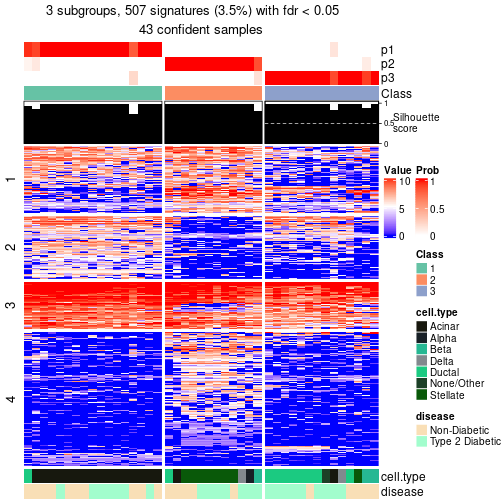 3 subgroups, 507 signatures (3.5%) with fdr < 0.05
43 confident samples
p1
p2
p3
Class
1
0.5
0
Silhouette
score
1
2
3
4
Value
10
5
0
Prob
1
0.5
0
Class
1
2
3
cell.type
Acinar
Alpha
Beta
Delta
Ductal
None/Other
Stellate
disease
Non-Diabetic
Type 2 Diabetic
cell.type
disease